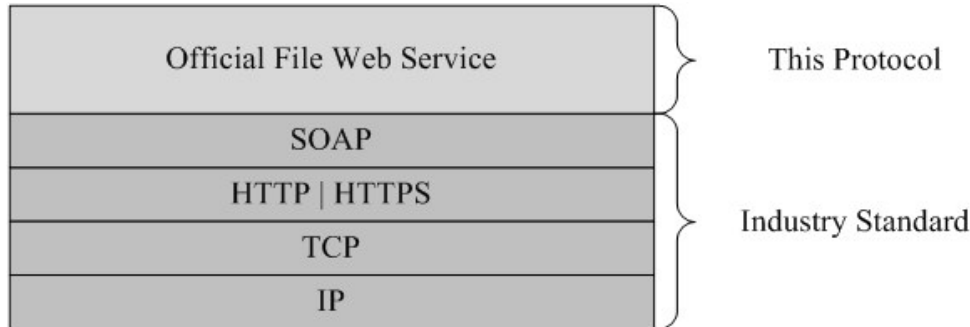 Official File Web Service
This Protocol
SOAP
HTTP | HTTPS
TCP
IP
Industry Standard